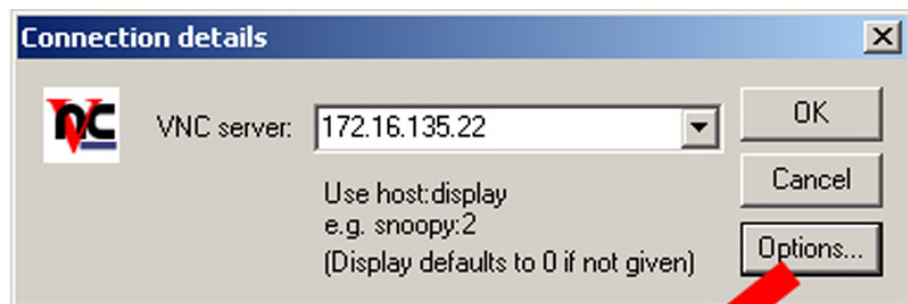 Connection details
VNC
VNC server:
172.16.135.22
OK
Use host:display
e.g. snoopy:2
(Display defaults to 0 if not given)
Cancel
Options...